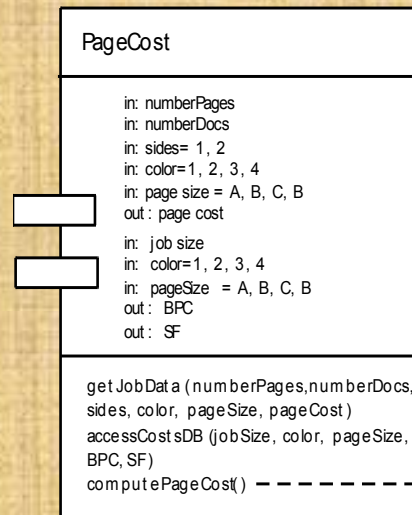 PageCost
in: numberPages
in: numberDocs
in: sides= 1, 2
in: color=1, 2, 3, 4
in: page size = A, B, C, B
out: page cost
in: job size
in: color=1, 2, 3, 4
in: pageSize = A, B, C, B
out: BPC
out: SF
getJobData (numberPages,numberDocs,
sides, color, pageSize, pageCost)
accessCostsDB (jobSize, color, pageSize,
BPC, SF)
computePageCost()